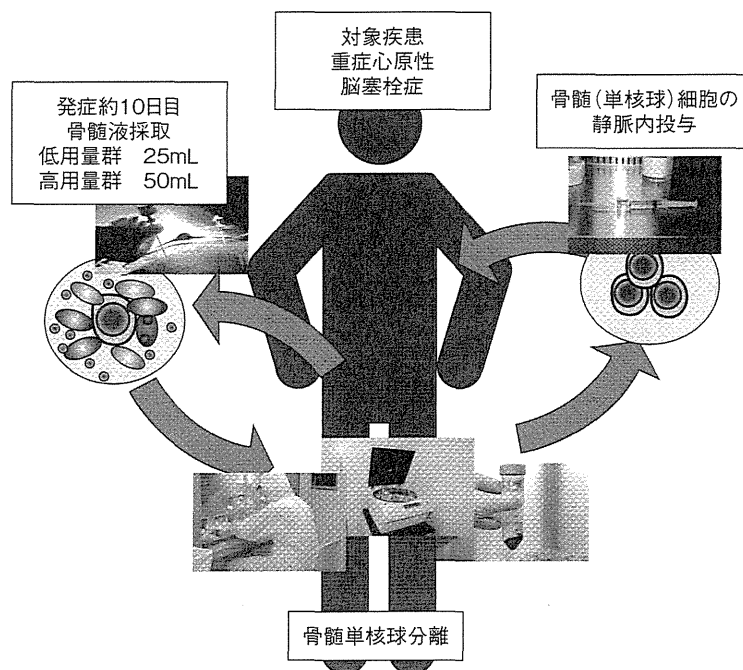 対象疾患
重症心原性
脳塞栓症
発症約10日目
骨髄液採取
低用量群　25mL
高用量群　50mL
骨髄(単核球)細胞の
静脈内投与
骨髄単核球分離